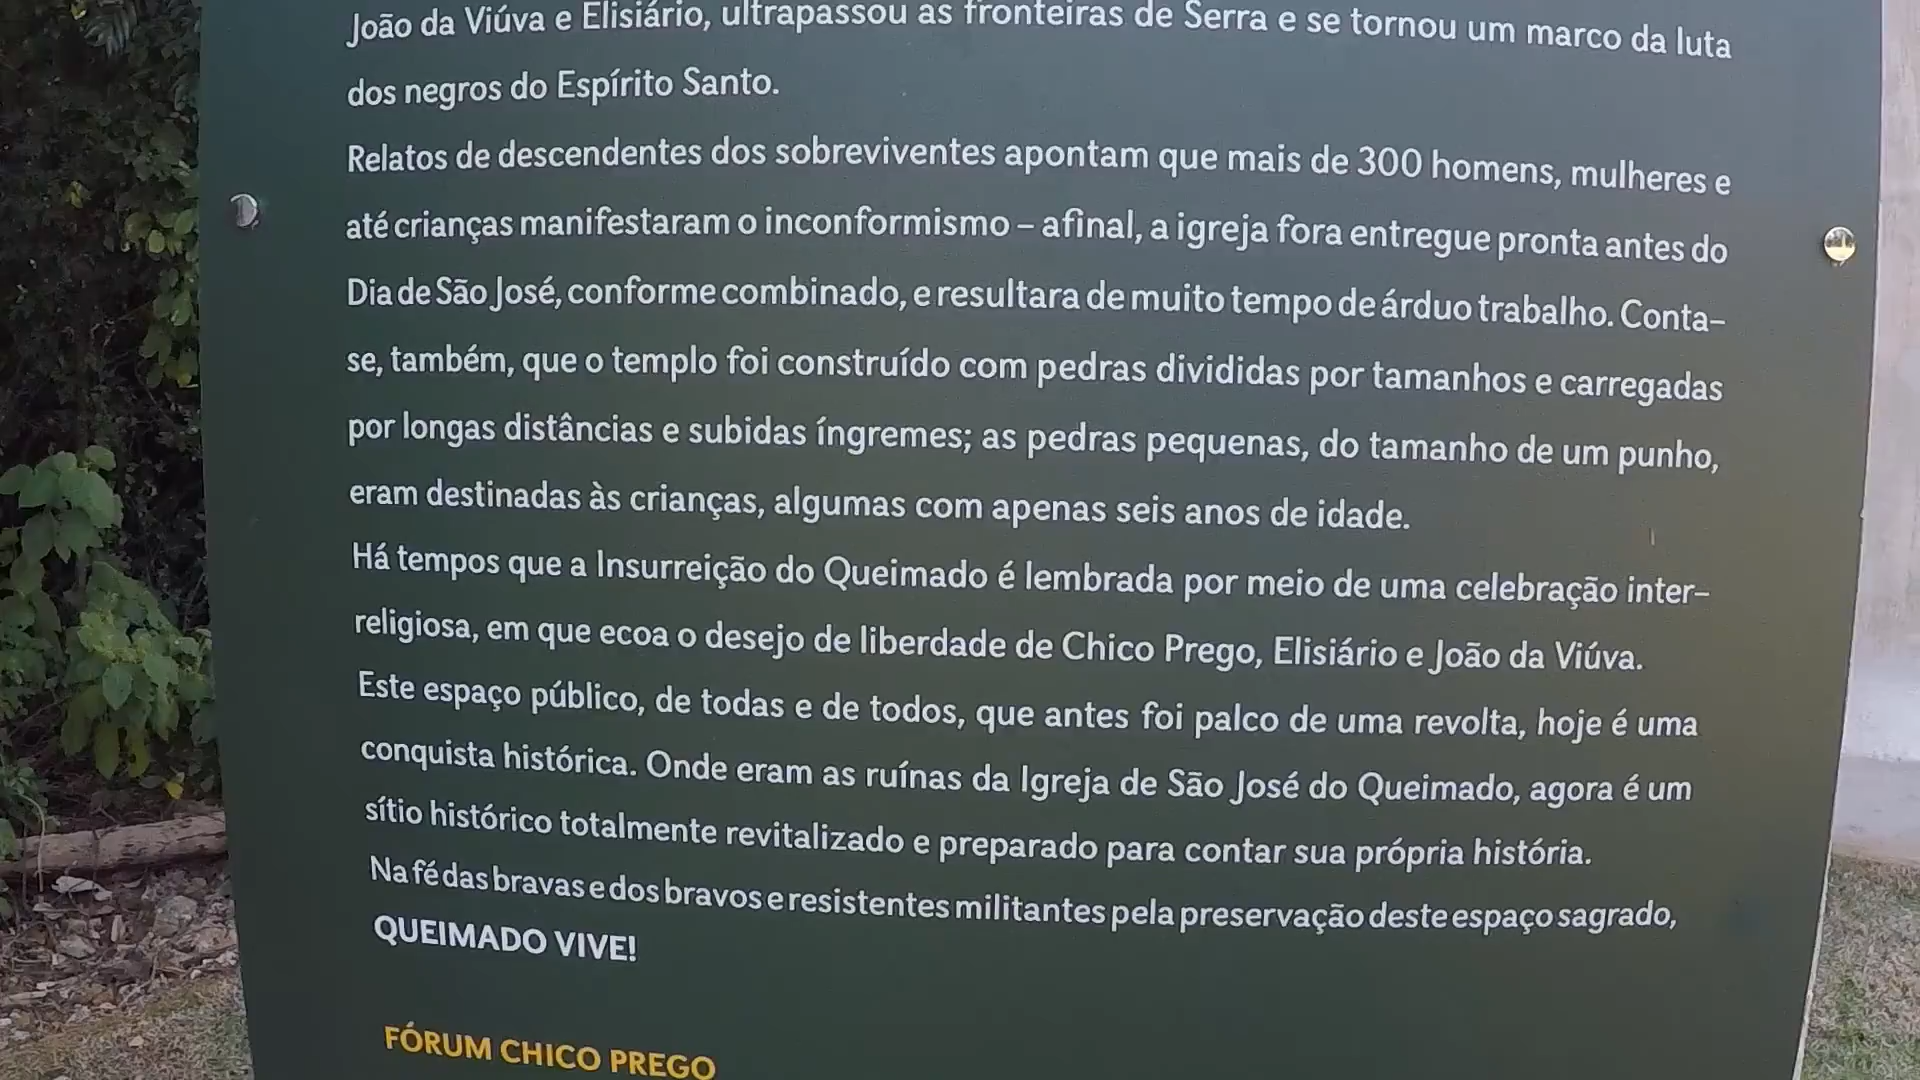 João da Viúva e Elisiário, ultrapassou as fronteiras de Serra e se tornou um marco da luta
dos negros do Espírito Santo.
Relatos de descendentes dos sobreviventes apontam que mais de 300 homens, mulheres e
até crianças manifestaram o inconformismo – afinal, a igreja fora entregue pronta antes do
Dia de São José, conforme combinado, e resultara de muito tempo de árduo trabalho. Conta-
se, também, que o templo foi construído com pedras divididas por tamanhos e carregadas
por longas distâncias e subidas íngremes; as pedras pequenas, do tamanho de um punho,
eram destinadas às crianças, algumas com apenas seis anos de idade.
Há tempos que a Insurreição do Queimado é lembrada por meio de uma celebração inter-
religiosa, em que ecoa o desejo de liberdade de Chico Prego, Elisiário e João da Viúva.
Este espaço público, de todas e de todos, que antes foi palco de uma revolta, hoje é uma
conquista histórica. Onde eram as ruínas da Igreja de São José do Queimado, agora é um
sítio histórico totalmente revitalizado e preparado para contar sua própria história.
Na fé das bravas e dos bravos e resistentes militantes pela preservação deste espaço sagrado,
QUEIMADO VIVE!
FÓRUM CHICO PREGO